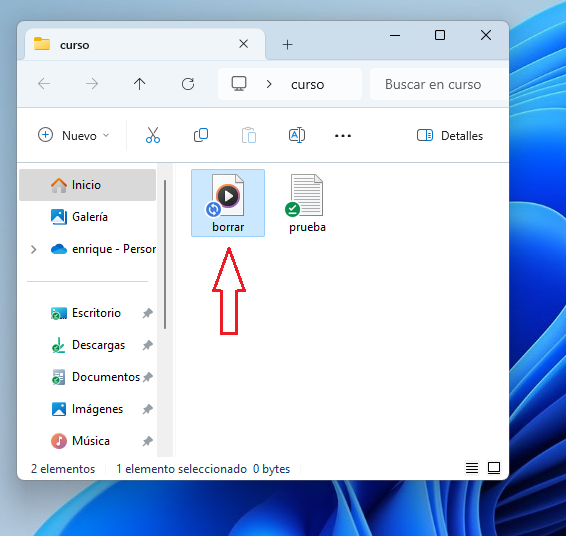 curso
curso
Buscar en curso
Nuevo
Detalles
Inicio
Galería
enrique - Person
Escritorio
Descargas
Documentos
Imágenes
Música
borrar
prueba
2 elementos
1 elemento seleccionado 0 bytes